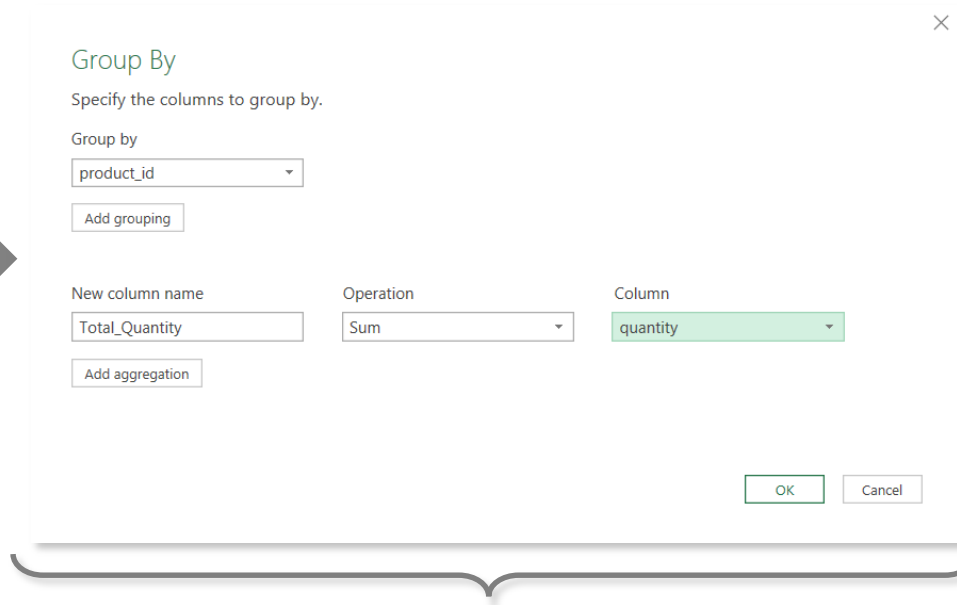 Group By
Specify the columns to group by.
Group by
product_id
Add grouping
New column name Operation Column
Total_Quantity Sum quantity
Add aggregation
OK Cancel